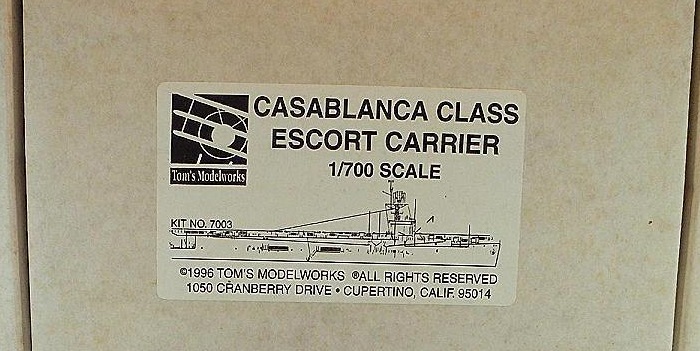 CASABLANCA CLASS
ESCORT CARRIER
1/700 SCALE
Tom's Modelworks
KIT NO. 7003
©1996 TOM'S MODELWORKS ®ALL RIGHTS RESERVED
1050 CRANBERRY DRIVE • CUPERTINO, CALIF. 95014